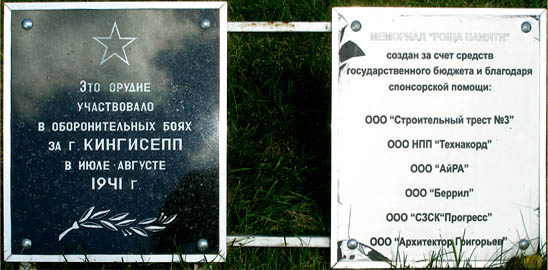 Это орудие
участвовало
в оборонительных боях
за г. КИНГИСЕПП
в июле-августе
1941 г.
МЕМОРИАЛ "РОЩА ПАМЯТИ"
создан за счет средств
государственного бюджета и благодаря
спонсорской помощи:
ООО "Строительный трест №3"
ООО НПП "Технакорд"
ООО "АйРА"
ООО "Беррил"
ООО "СЗСК"Прогресс"
ООО "Архитектор Григорьев"